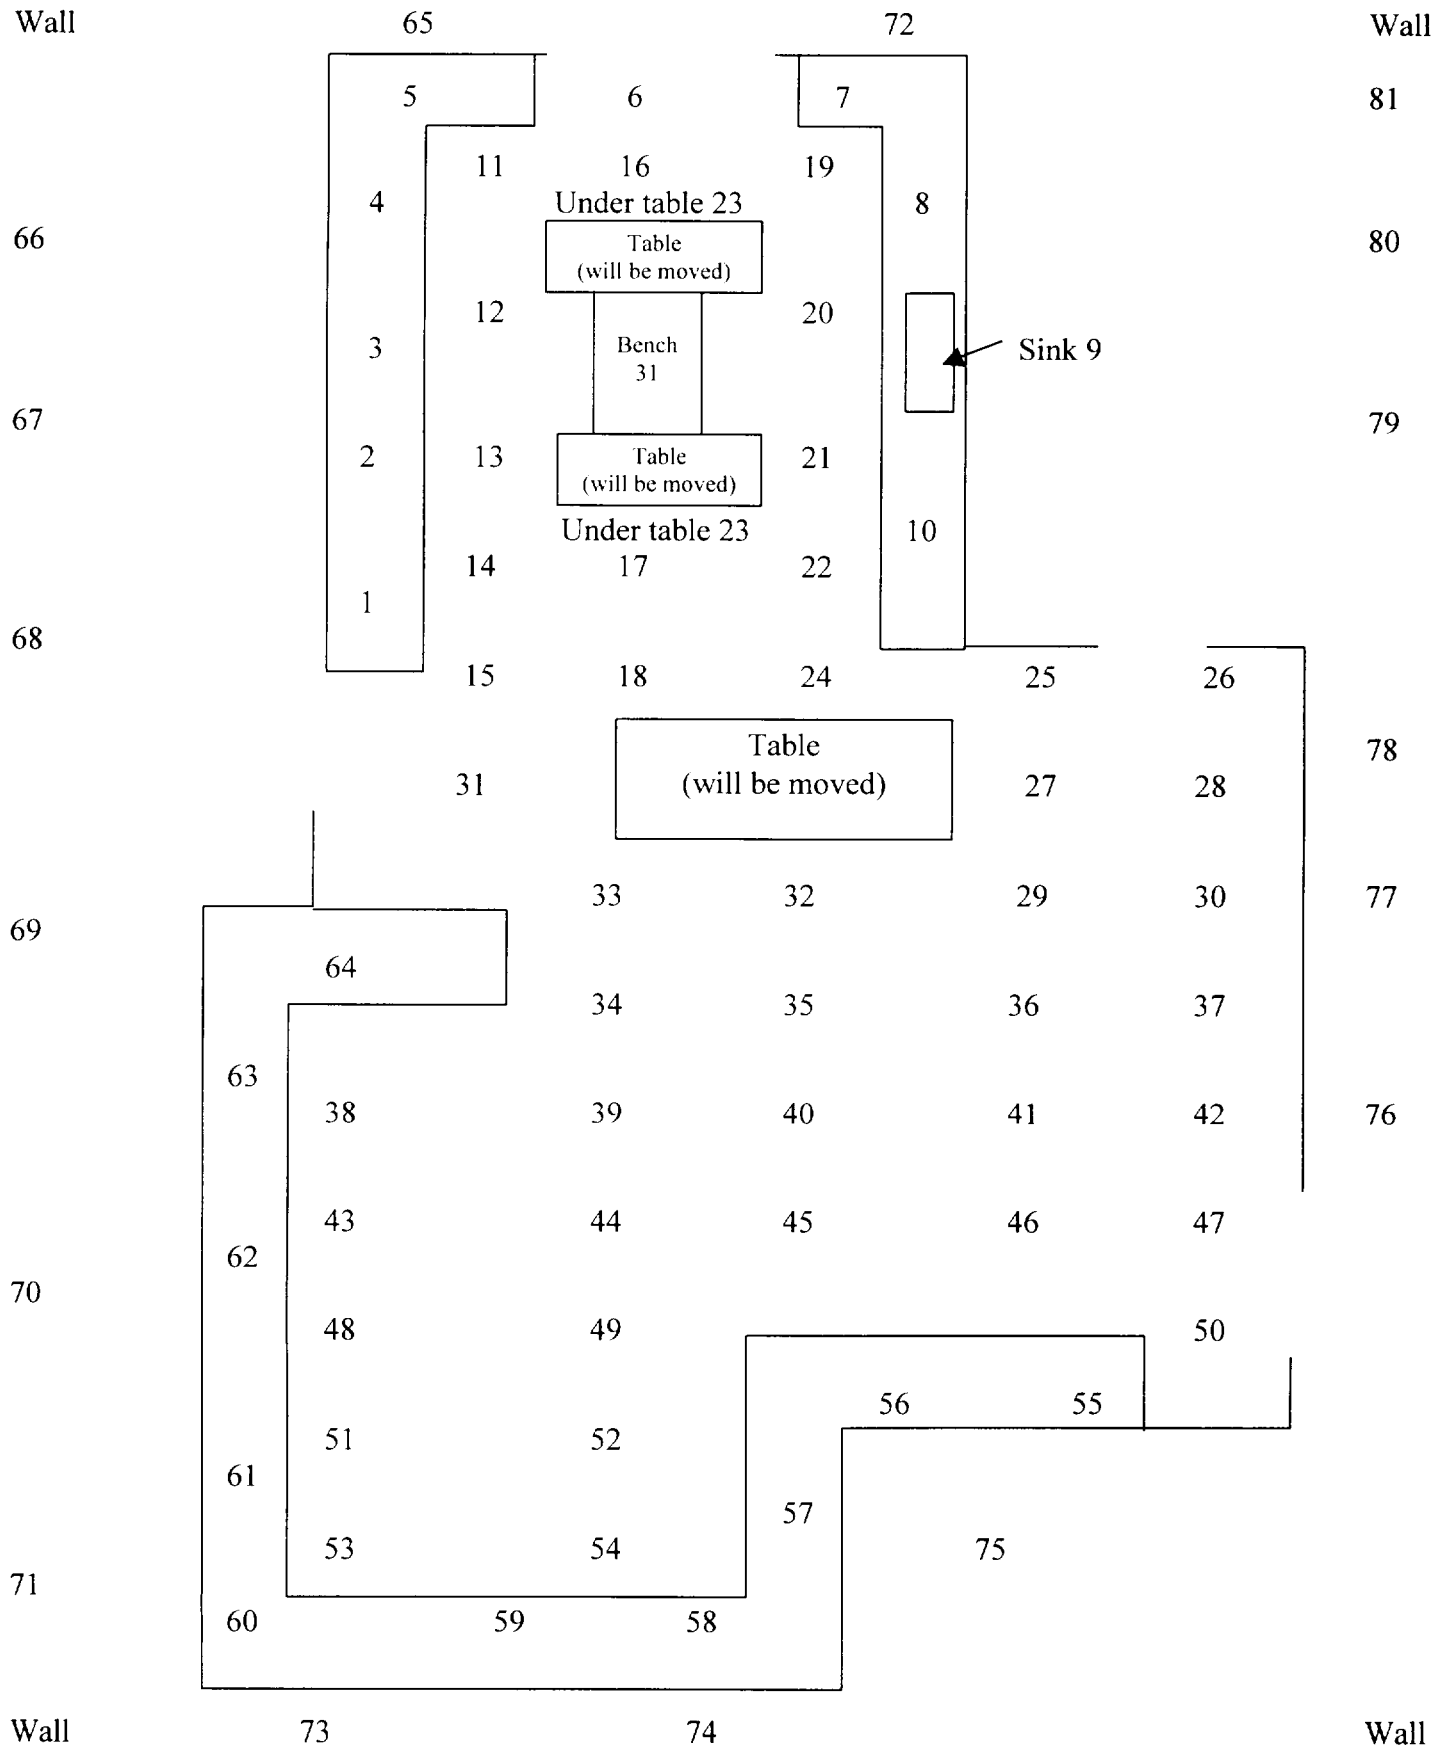 Wall 65 72 Wall
5 6 7 81
11 16 19
4 Under table 23 8
66 Table 80
(will be moved)
12 20
3 Bench Sink 9
31
67 79
2 13 Table 21
(will be moved)
Under table 23 10
14 17 22
1
68
15 18 24 25 26
Table 78
31 (will be moved) 27 28
33 32 29 30 77
69
64
34 35 36 37
63
38 39 40 41 42 76
43 44 45 46 47
62
70
48 49 50
56 55
51 52
61
57
53 54 75
71
60 59 58
Wall 73 74 Wall